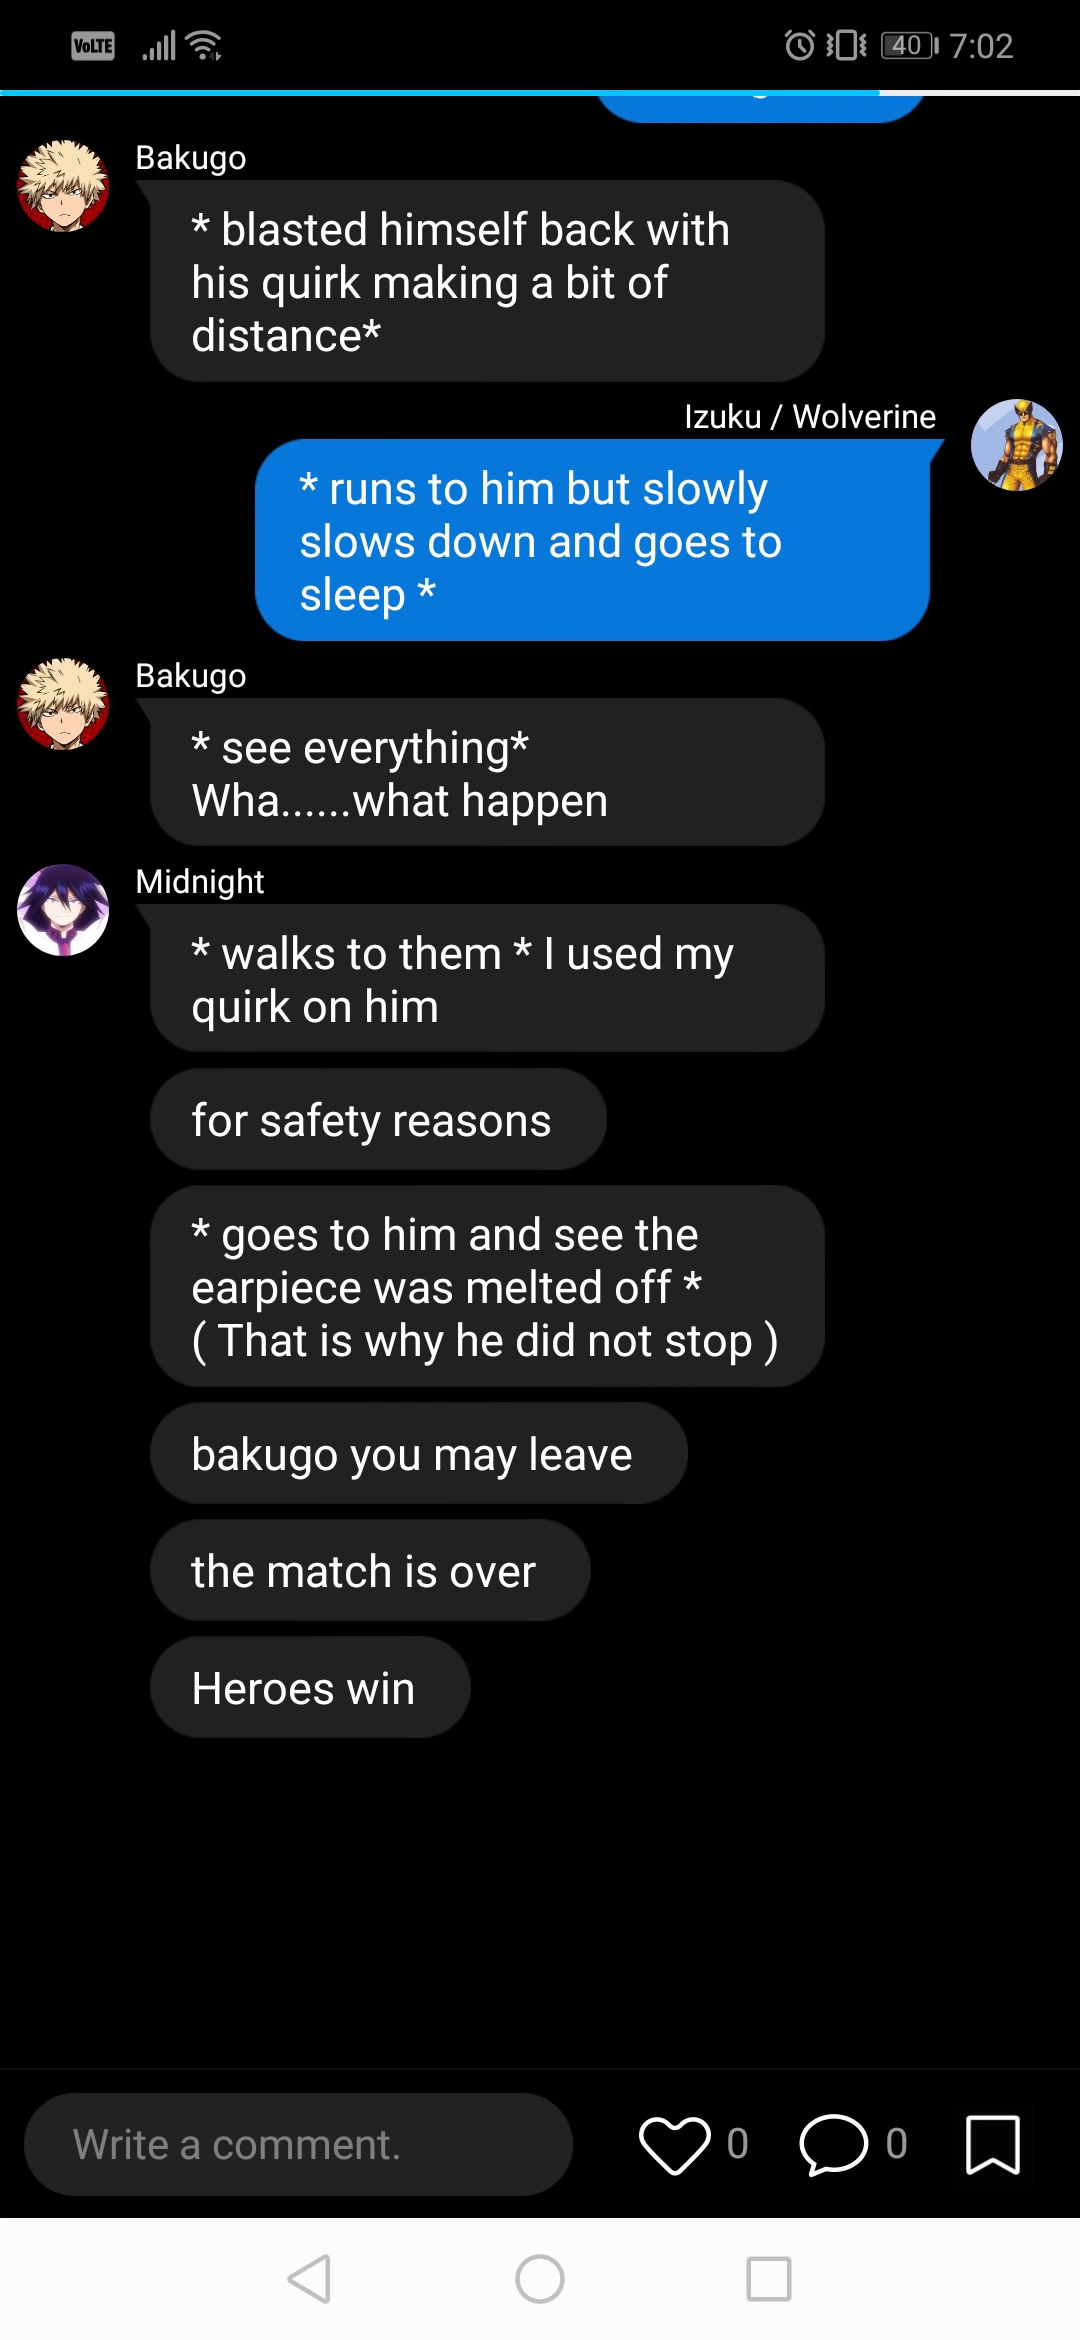 VoLTE 40 7:02
Bakugo
* blasted himself back with
his quirk making a bit of
distance*
Izuku / Wolverine
* runs to him but slowly
slows down and goes to
sleep *
Bakugo
* see everything*
Wha......what happen
Midnight
* walks to them * I used my
quirk on him
for safety reasons
* goes to him and see the
earpiece was melted off *
( That is why he did not stop )
bakugo you may leave
the match is over
Heroes win
Write a comment. 0 0